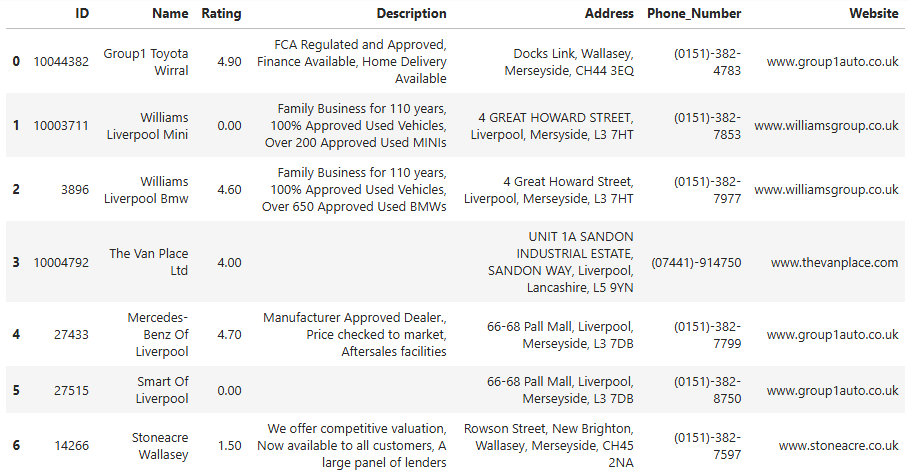 ID Name Rating Description Address Phone_Number Website
0 10044382 Group1 Toyota Wirral 4.90 FCA Regulated and Approved, Finance Available, Home Delivery Available Docks Link, Wallasey, Merseyside, CH44 3EQ (0151)-382-4783 www.group1auto.co.uk
1 10003711 Williams Liverpool Mini 0.00 Family Business for 110 years, 100% Approved Used Vehicles, Over 200 Approved Used MINIs 4 GREAT HOWARD STREET, Liverpool, Mersyside, L3 7HT (0151)-382-7853 www.williamsgroup.co.uk
2 3896 Williams Liverpool Bmw 4.60 Family Business for 110 years, 100% Approved Used Vehicles, Over 650 Approved Used BMWs 4 Great Howard Street, Liverpool, Merseyside, L3 7HT (0151)-382-7977 www.williamsgroup.co.uk
3 10004792 The Van Place Ltd 4.00 UNIT 1A SANDON INDUSTRIAL ESTATE, SANDON WAY, Liverpool, Lancashire, L5 9YN (07441)-914750 www.thevanplace.com
4 27433 Mercedes-Benz Of Liverpool 4.70 Manufacturer Approved Dealer., Price checked to market, Aftersales facilities 66-68 Pall Mall, Liverpool, Merseyside, L3 7DB (0151)-382-7799 www.group1auto.co.uk
5 27515 Smart Of Liverpool 0.00 66-68 Pall Mall, Liverpool, Merseyside, L3 7DB (0151)-382-8750 www.group1auto.co.uk
6 14266 Stoneacre Wallasey 1.50 We offer competitive valuation, Now available to all customers, A large panel of lenders Rowson Street, New Brighton, Wallasey, Merseyside, CH45 2NA (0151)-382-7597 www.stoneacre.co.uk